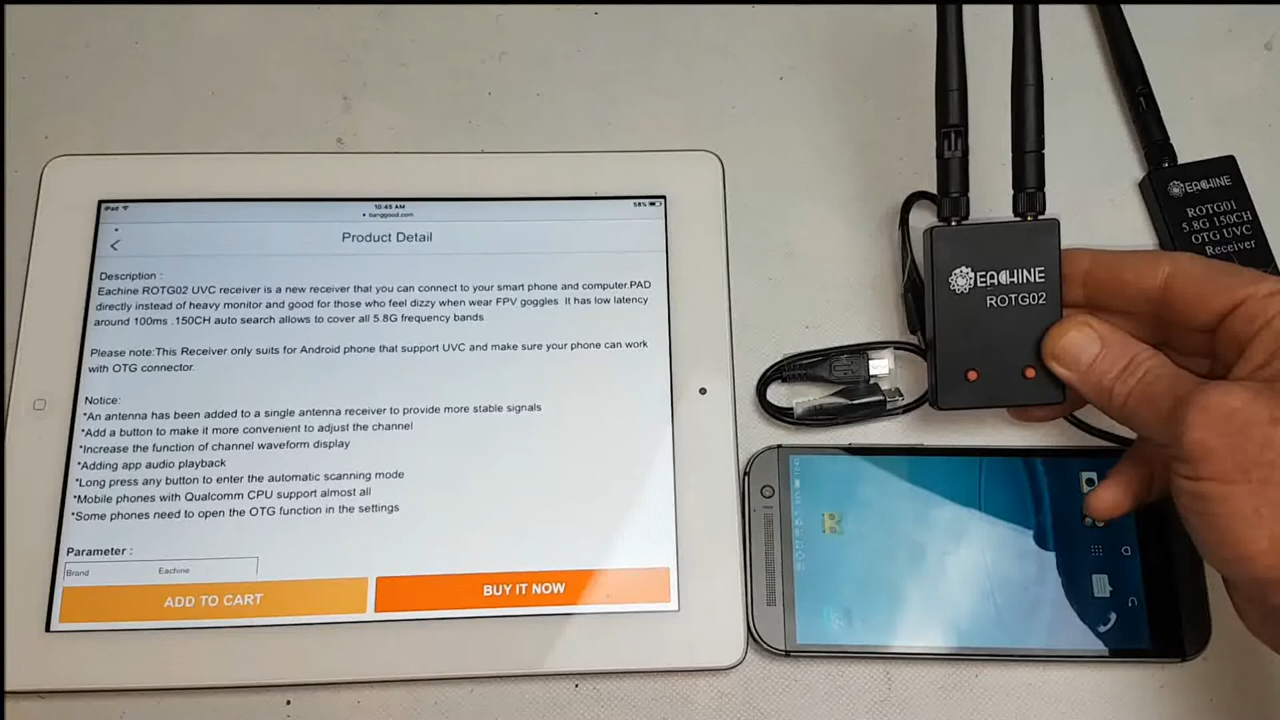 iPad
10:45 AM
58%
banggood.com
Product Detail
Description :
Eachine ROTG02 UVC receiver is a new receiver that you can connect to your smart phone and computer.PAD
directly instead of heavy monitor and good for those who feel dizzy when wear FPV goggles It has low latency
around 100ms .150CH auto search allows to cover all 5.8G frequency bands
Please note:This Receiver only suits for Android phone that support UVC and make sure your phone can work
with OTG connector.
Notice:
*An antenna has been added to a single antenna receiver to provide more stable signals
*Add a button to make it more convenient to adjust the channel
*Increase the function of channel waveform display
*Adding app audio playback
*Long press any button to enter the automatic scanning mode
*Mobile phones with Qualcomm CPU support almost all
*Some phones need to open the OTG function in the settings
Parameter :
Brand Eachine
ADD TO CART
BUY IT NOW
EACHINE
ROTG02
EACHINE
ROTG01
5.8G 150CH
OTG UVC
Receiver